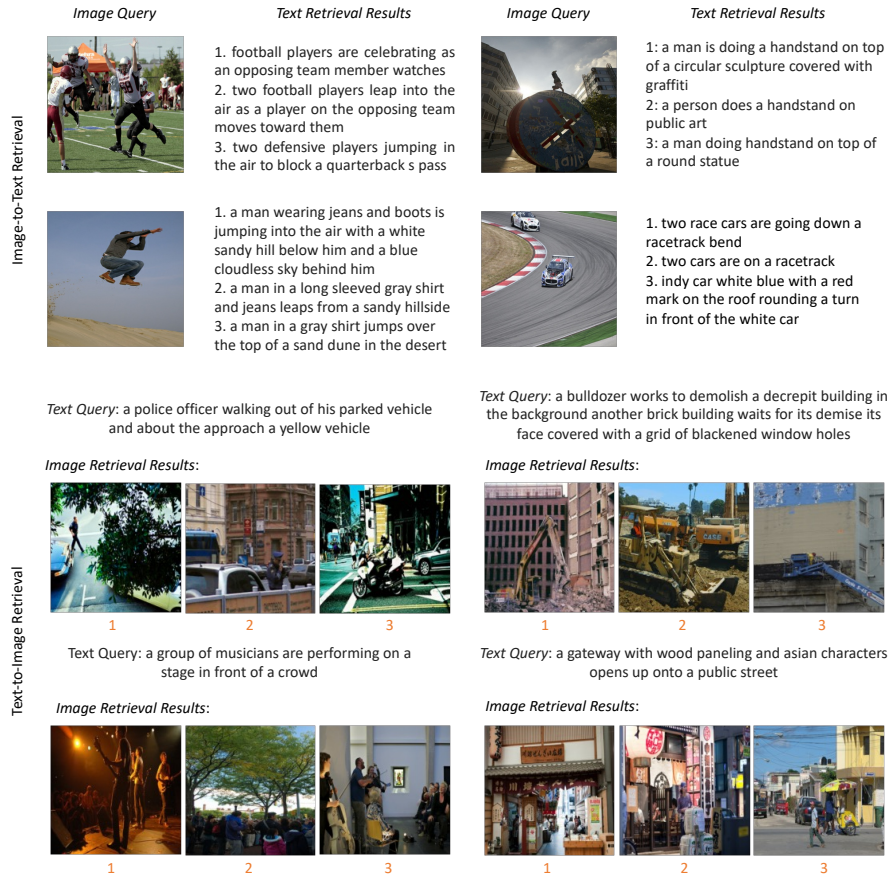 Image Query
Text Retrieval Results
Image Query
Text Retrieval Results
Image-to-Text Retrieval
1. football players are celebrating as
an opposing team member watches
2. two football players leap into the
air as a player on the opposing team
moves toward them
3. two defensive players jumping in
the air to block a quarterback s pass
1: a man is doing a handstand on top
of a circular sculpture covered with
graffiti
2: a person does a handstand on
public art
3: a man doing handstand on top of
a round statue
1. a man wearing jeans and boots is
jumping into the air with a white
sandy hill below him and a blue
cloudless sky behind him
2. a man in a long sleeved gray shirt
and jeans leaps from a sandy hillside
3. a man in a gray shirt jumps over
the top of a sand dune in the desert
1. two race cars are going down a
racetrack bend
2. two cars are on a racetrack
3. indy car white blue with a red
mark on the roof rounding a turn
in front of the white car
Text-to-Image Retrieval
Text Query: a police officer walking out of his parked vehicle
and about the approach a yellow vehicle
Image Retrieval Results:
1
2
3
Text Query: a bulldozer works to demolish a decrepit building in
the background another brick building waits for its demise its
face covered with a grid of blackened window holes
Image Retrieval Results:
CASE
1
2
3
Text Query: a group of musicians are performing on a
stage in front of a crowd
Image Retrieval Results:
1
2
3
Text Query: a gateway with wood paneling and asian characters
opens up onto a public street
Image Retrieval Results:
1
2
3